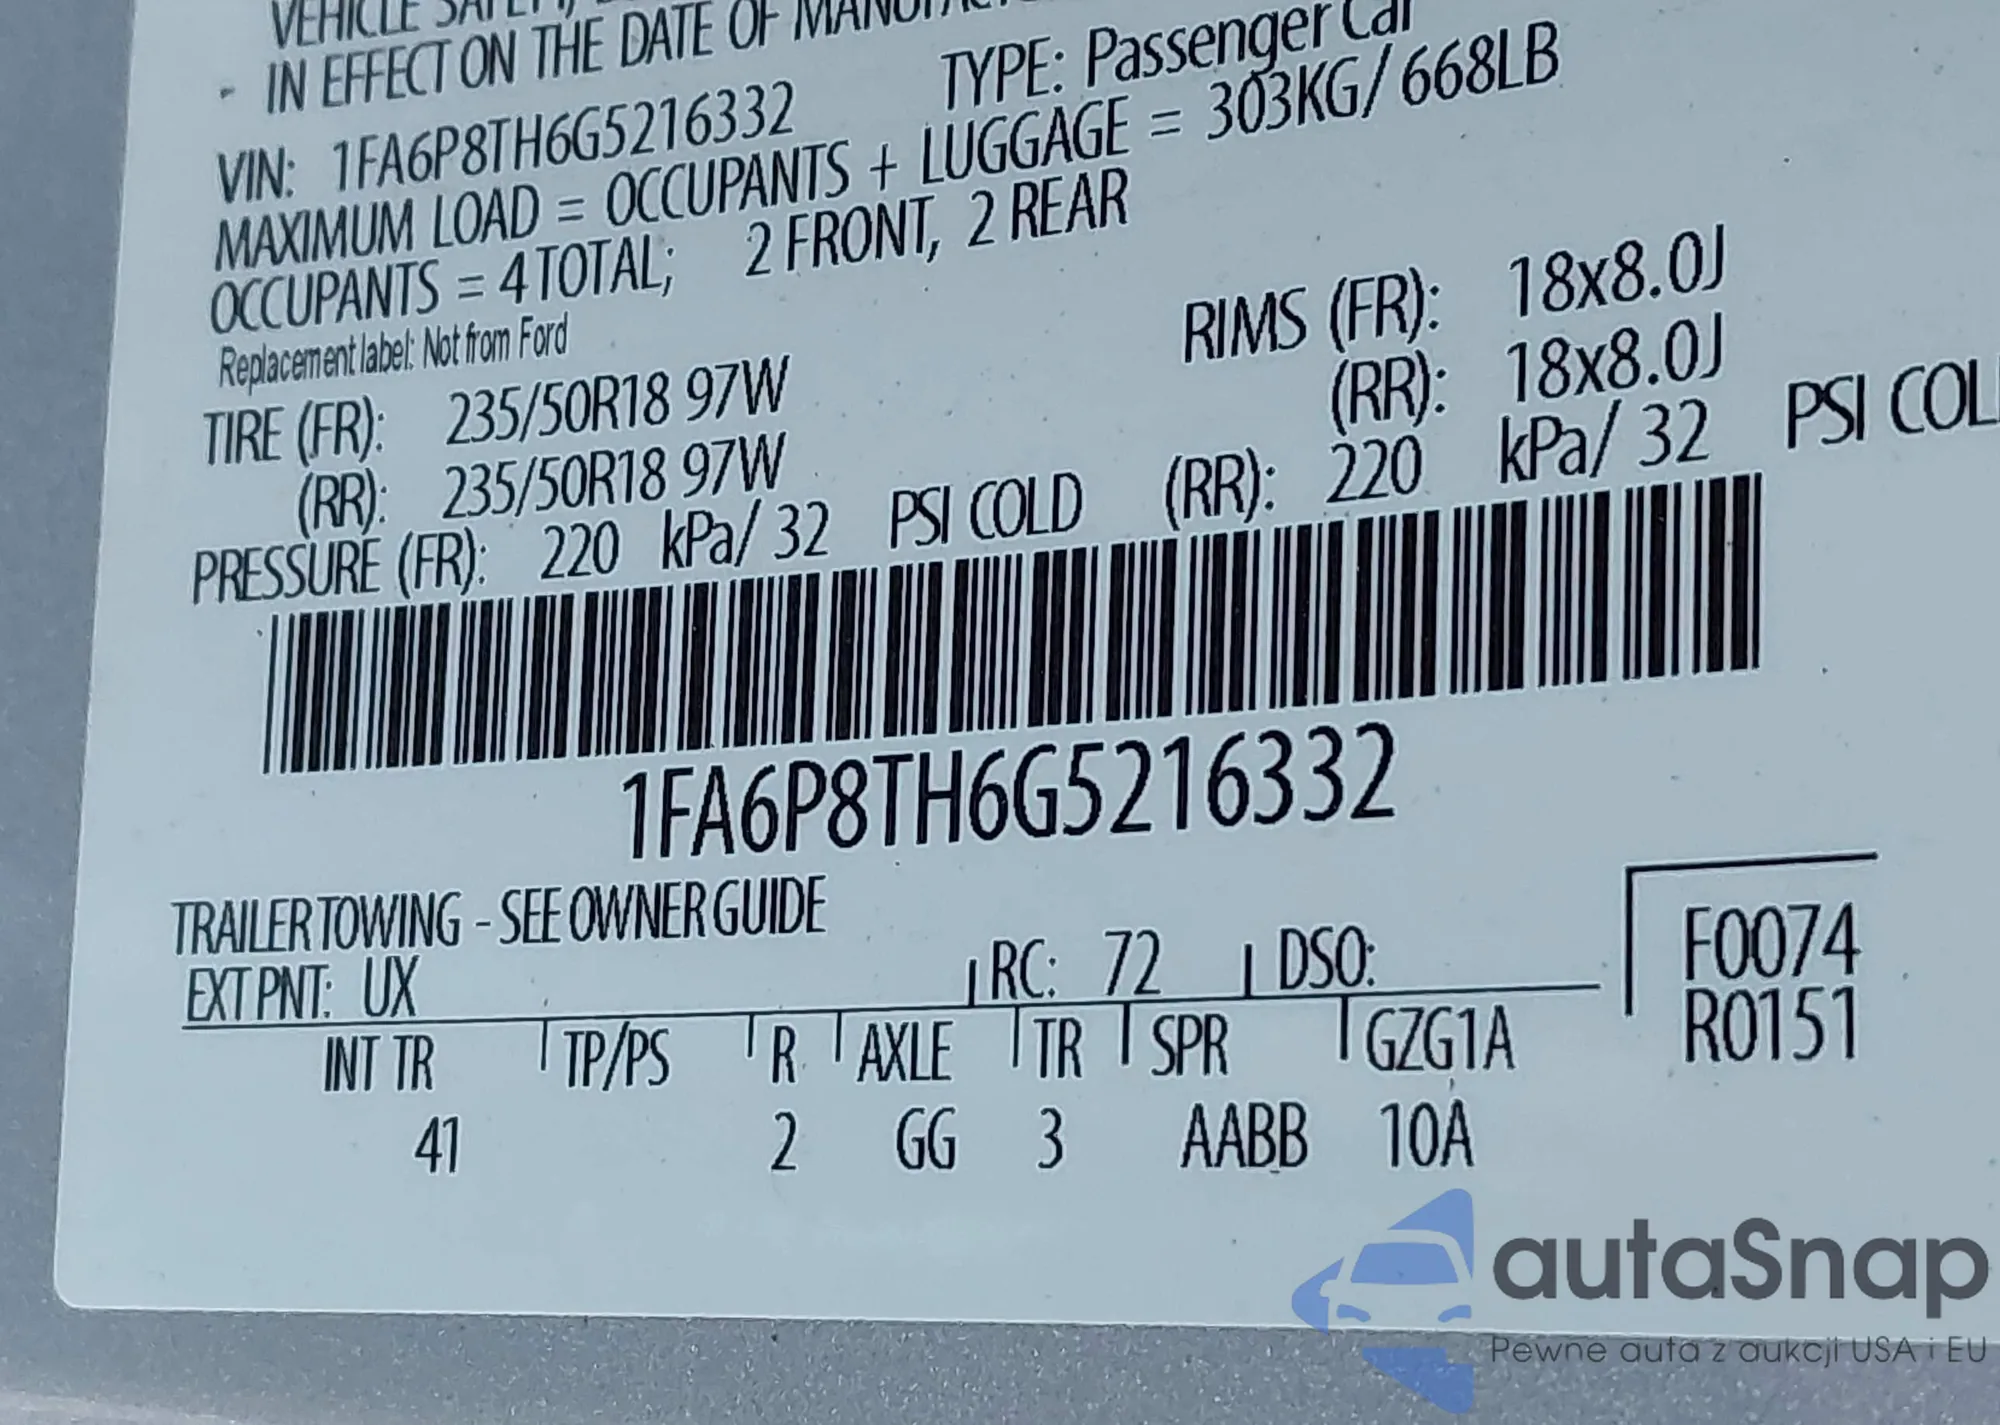 VEHICLE SAFETY,
- IN EFFECT ON THE DATE OF
VIN: 1FA6P8TH6G5216332 TYPE: Passenger Car
MAXIMUM LOAD = OCCUPANTS + LUGGAGE = 303KG/ 668LB
OCCUPANTS = 4 TOTAL; 2 FRONT, 2 REAR
Replacement label: Not from Ford
TIRE (FR): 235/50R18 97W RIMS (FR): 18x8.0J
(RR): 235/50R18 97W (RR): 18x8.0J
PRESSURE (FR): 220 kPa/ 32 PSI COLD (RR): 220 kPa/ 32 PSI COL
1FA6P8TH6G5216332
TRAILER TOWING - SEE OWNER GUIDE
EXT PNT: UX RC: 72 DSO:
F0074
R0151
INT TR TP/PS R AXLE TR SPR GZG1A
41 2 GG 3 AABB 10A
autaSnap
Pewne auta z aukcji USA i EU